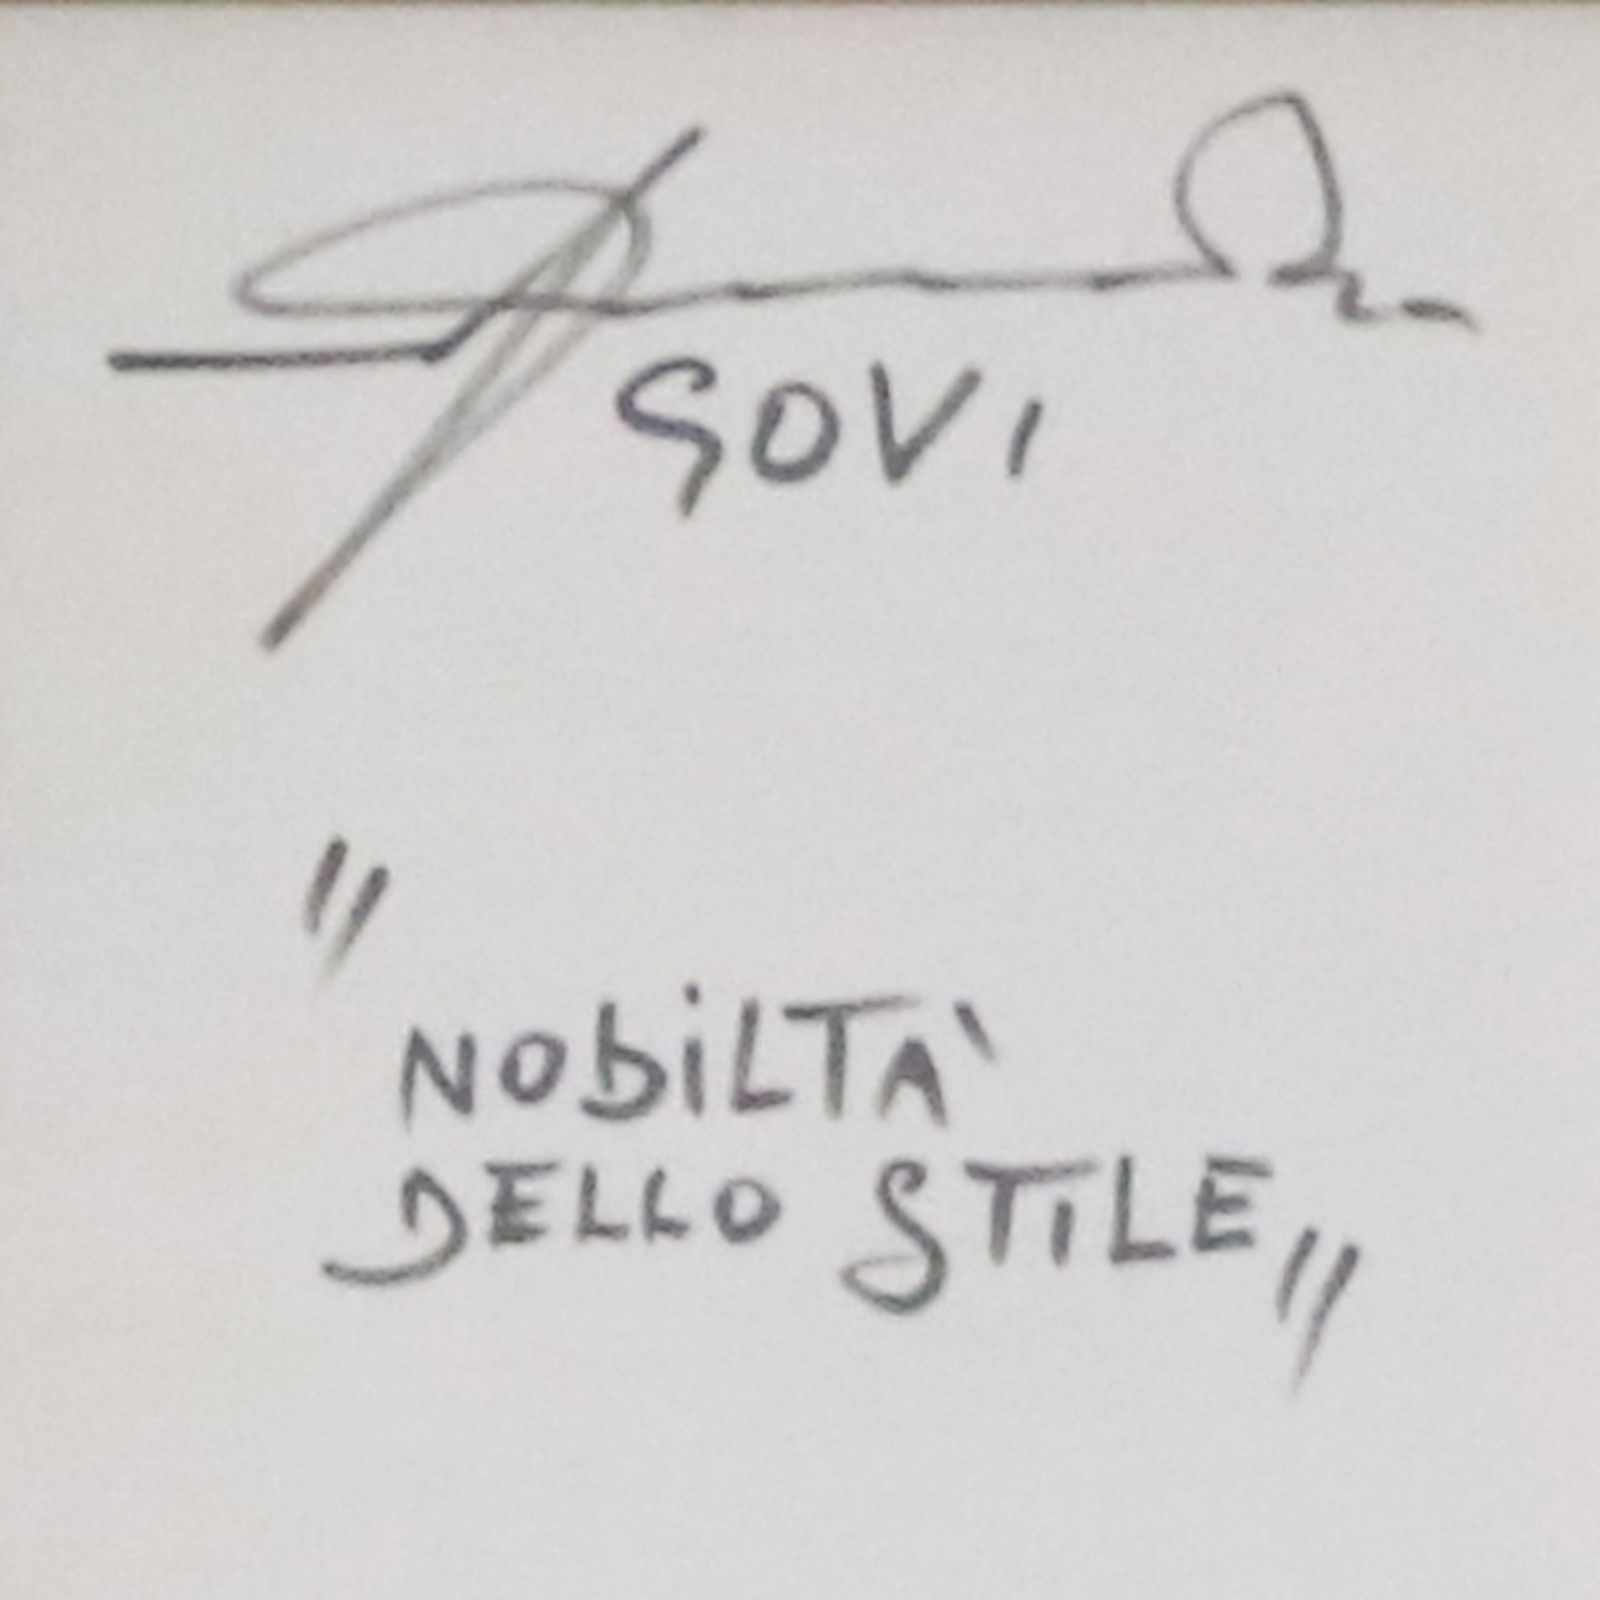 GOVI
"
NOBiLTA'
DELLO STiLE"